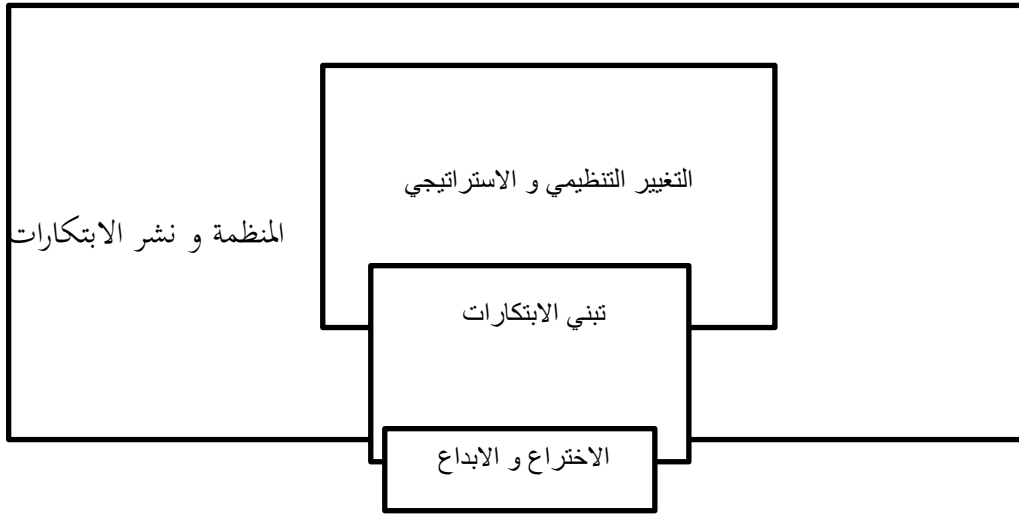 التغيير التنظيمي و الاستراتيجي
المنظمة و نشر الابتكارات
تبني الابتكارات
الاختراع و الابداع